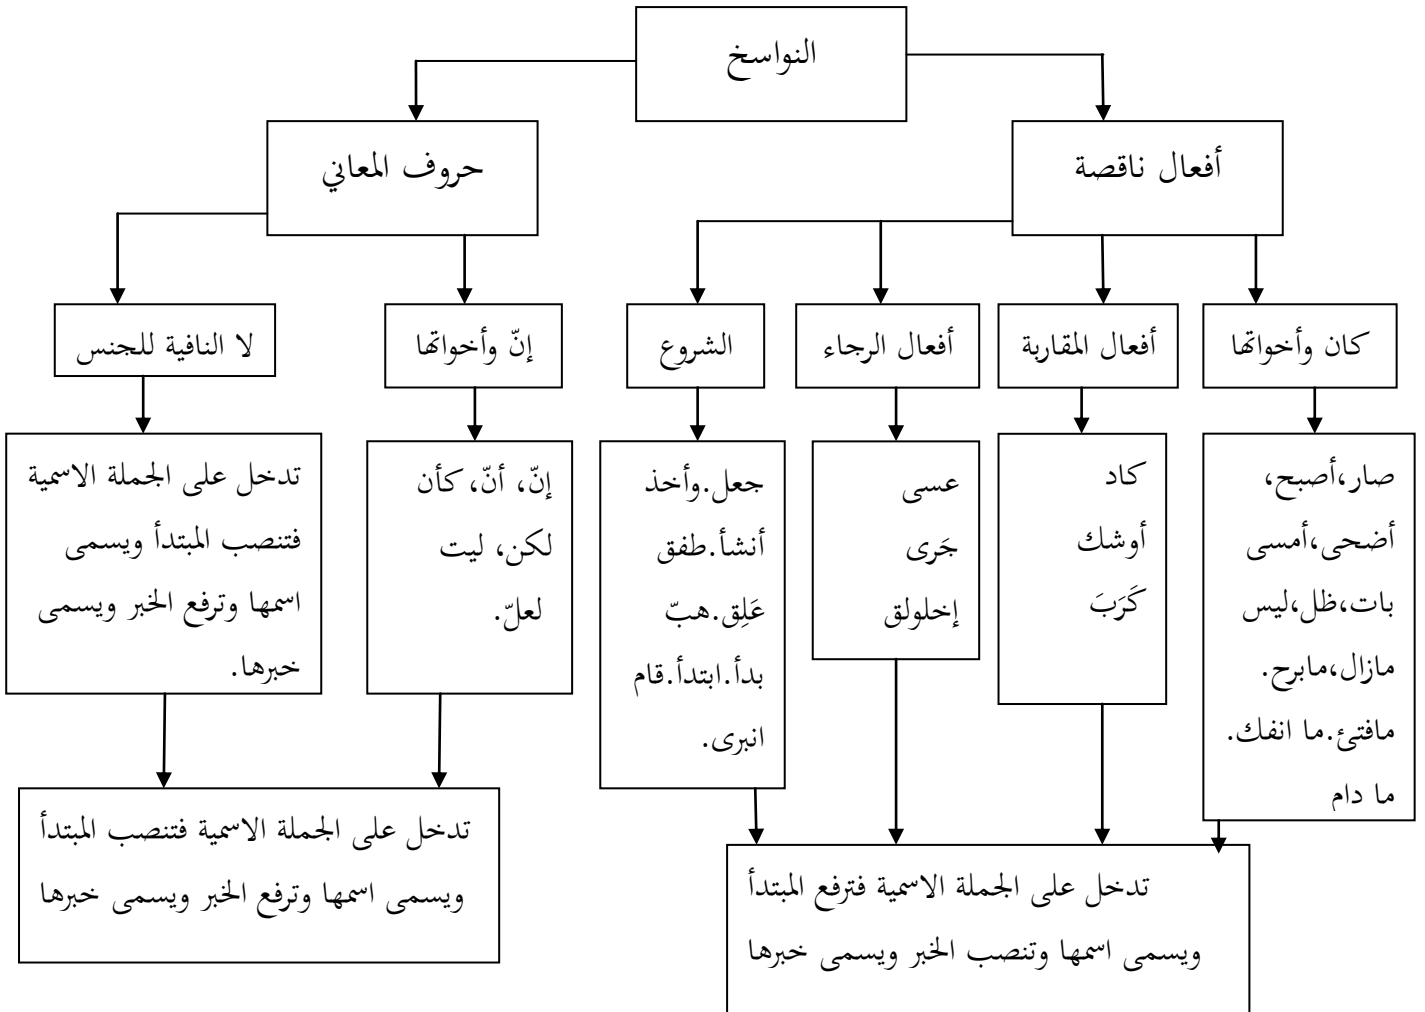 النواسخ
أفعال ناقصة
حروف المعاني
كان وأخواتها
أفعال المقاربة
أفعال الرجاء
الشروع
إنّ وأخواتها
لا النافية للجنس
صار،أصبح،
أضحى،أمسى
بات،ظل،ليس
مازال،مابرح.
مافتئ.ما انفك.
ما دام
كاد
أوشك
كَرَبَ
عسى
جَرى
إخلولق
جعل.وأخذ
أنشأ.طفق
عَلِق.هبّ
بدأ.ابتدأ.قام
انبرى.
إنّ، أنّ، كأن
لكن، ليت
لعلّ.
تدخل على الجملة الاسمية
فتنصب المبتدأ ويسمى
اسمها وترفع الخبر ويسمى
خبرها.
تدخل على الجملة الاسمية فترفع المبتدأ
ويسمى اسمها وتنصب الخبر ويسمى خبرها
تدخل على الجملة الاسمية فتنصب المبتدأ
ويسمى اسمها وترفع الخبر ويسمى خبرها